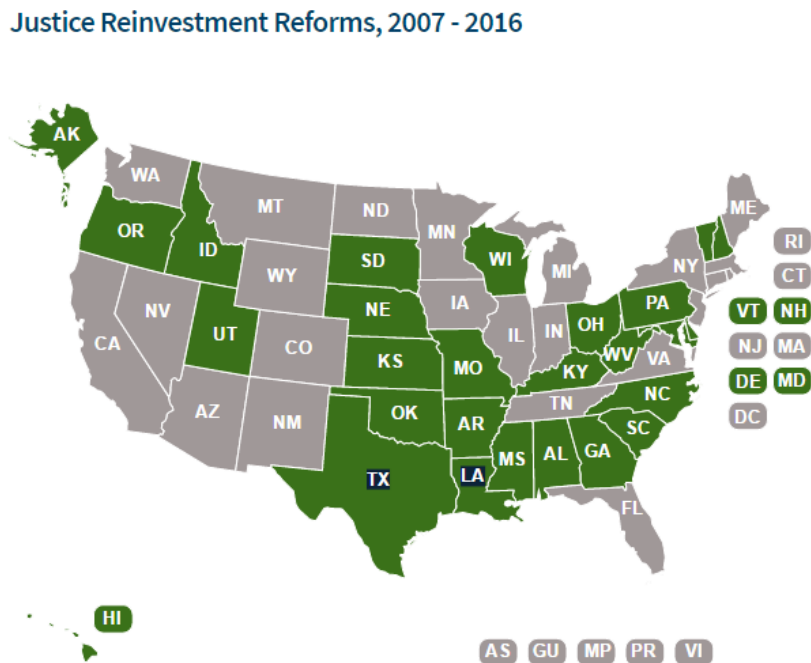 Justice Reinvestment Reforms, 2007 - 2016
AK
WA
MT
ND
MN
ME
OR
ID
SD
WI
MI
NY
RI
WY
CT
NE
IA
PA
VT NH
NV
UT
CO
IL
IN
OH
NJ MA
CA
KS
MO
WV
VA
KY
DE MD
AZ
NM
OK
AR
TN
NC
DC
SC
TX
LA
MS
AL
GA
FL
HI
AS GU MP PR VI